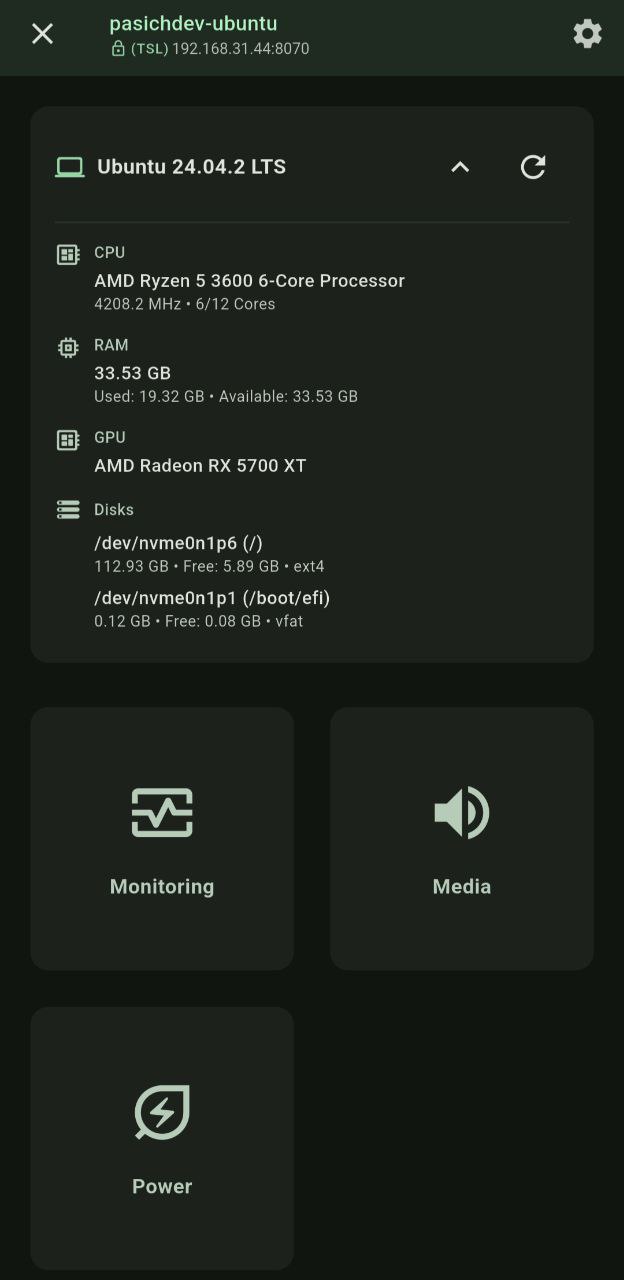 pasichdev-ubuntu
(TSL) 192.168.31.44:8070
Ubuntu 24.04.2 LTS
CPU
AMD Ryzen 5 3600 6-Core Processor
4208.2 MHz • 6/12 Cores
RAM
33.53 GB
Used: 19.32 GB • Available: 33.53 GB
GPU
AMD Radeon RX 5700 XT
Disks
/dev/nvme0n1p6 (/)
112.93 GB • Free: 5.89 GB • ext4
/dev/nvme0n1p1 (/boot/efi)
0.12 GB • Free: 0.08 GB • vfat
Monitoring
Media
Power